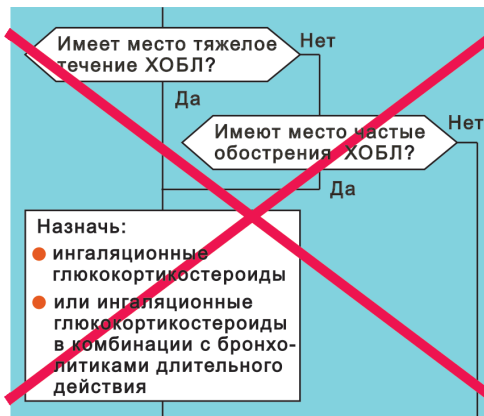 Имеет место тяжелое
течение ХОБЛ?
Нет
Да
Имеют место частые
обострения ХОБЛ?
Нет
Да
Назначь:
ингаляционные
глюкокортикостероиды
или ингаляционные
глюкокортикостероиды
в комбинации с бронхо-
литиками длительного
действия